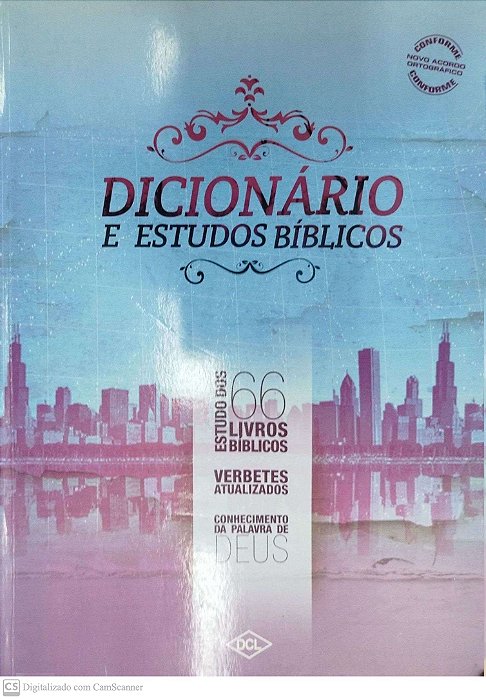 CONFORME
NOVO ACORDO
ORTOGRÁFICO
CONFORME
DICIONÁRIO
E ESTUDOS BÍBLICOS
ESTUDO DOS
66
LIVROS
BÍBLICOS
VERBETES
ATUALIZADOS
CONHECIMENTO
DA PALAVRA DE
DEUS
DCL
CS Digitalizado com CamScanner